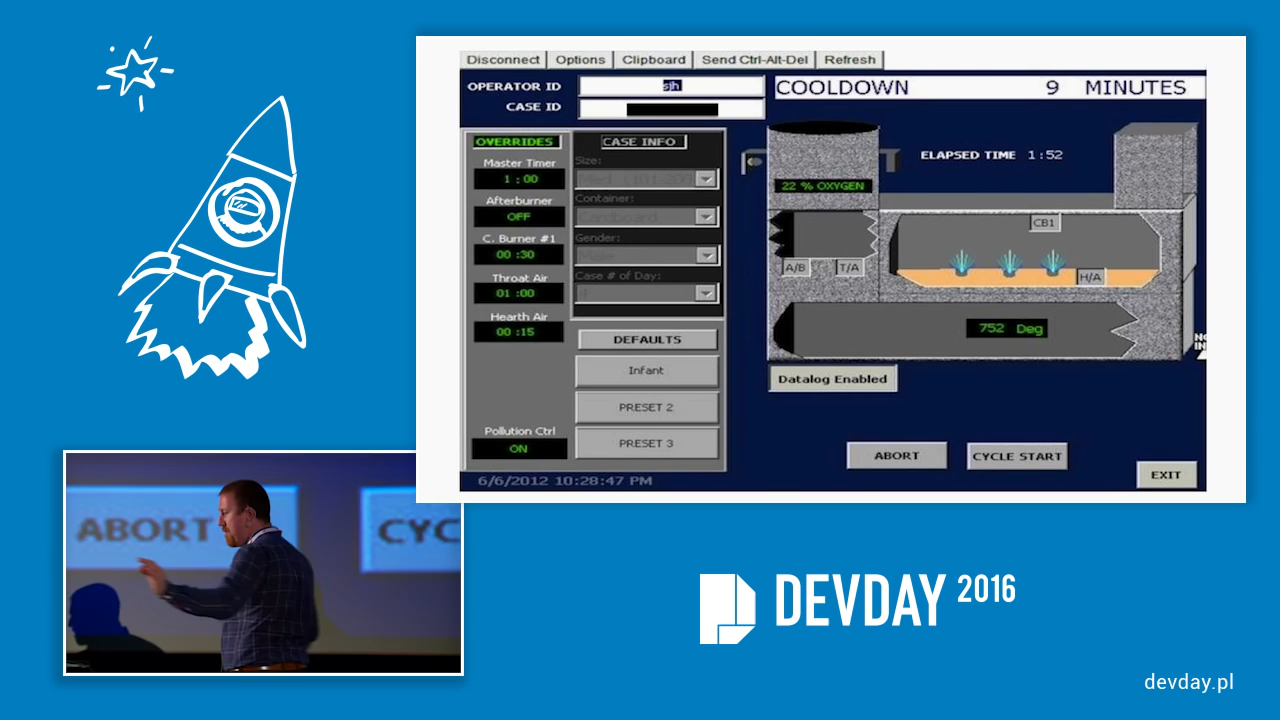 Disconnect Options Clipboard Send Ctrl-Alt-Del Refresh
OPERATOR ID sjh
CASE ID
COOLDOWN 9 MINUTES
OVERRIDES
Master Timer
1 : 00
Afterburner
OFF
C. Burner #1
00 :30
Throat Air
01 :00
Hearth Air
00 :15
Pollution Ctrl
ON
CASE INFO
Size:
Container:
Cardboard
Gender:
Male
Case # of Day:
DEFAULTS
Infant
PRESET 2
PRESET 3
ELAPSED TIME 1:52
22 % OXYGEN
CB1
A/B T/A
H/A
752 Deg
Datalog Enabled
ABORT CYCLE START
EXIT
6/6/2012 10:28:47 PM
ABORT CYC
DEVDAY 2016
devday.pl